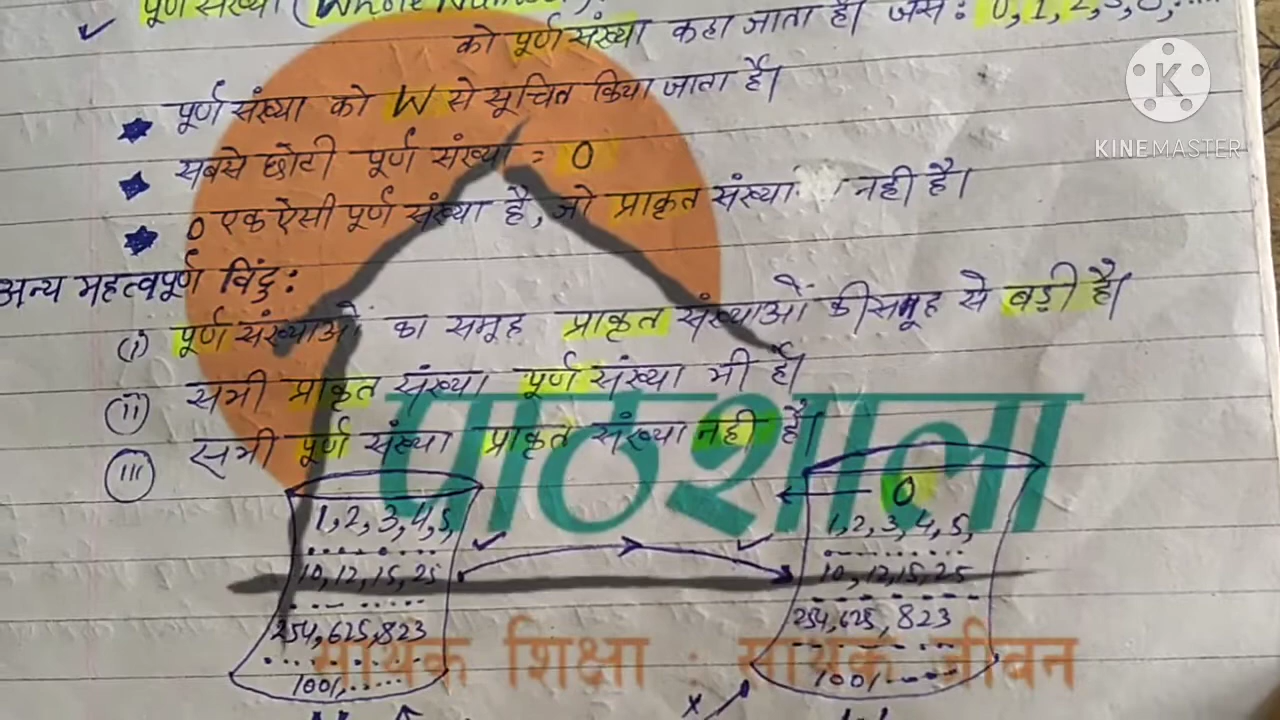 पूर्ण संख्या (Whole
को पूर्ण संख्या कहा जाता है। जैसे: 0, 1, 2,
KINEMASTER
पूर्ण संख्या को W से सूचित किया जाता है।
सबसे छोटी पूर्ण संख्या = 0
0 एक ऐसी पूर्ण संख्या है, जो प्राकृत संख्या नही है।
अन्य महत्वपूर्ण विंदु:
(i) पूर्ण संख्याओं का समूह प्राकृत संख्याओं की समूह से बड़ी है।
(ii) सभी प्राकृत संख्या पूर्ण संख्या भी है।
(iii) सभी पूर्ण संख्या प्राकृत संख्या नही है।
पाठशाला
0
1, 2, 3, 4, 5, 1, 2, 3, 4, 5,
10, 12, 15, 25 10, 12, 15, 25
254, 625, 823 254, 625, 823
सार्थक शिक्षा · सार्थक जीवन
1001,...... 1001......